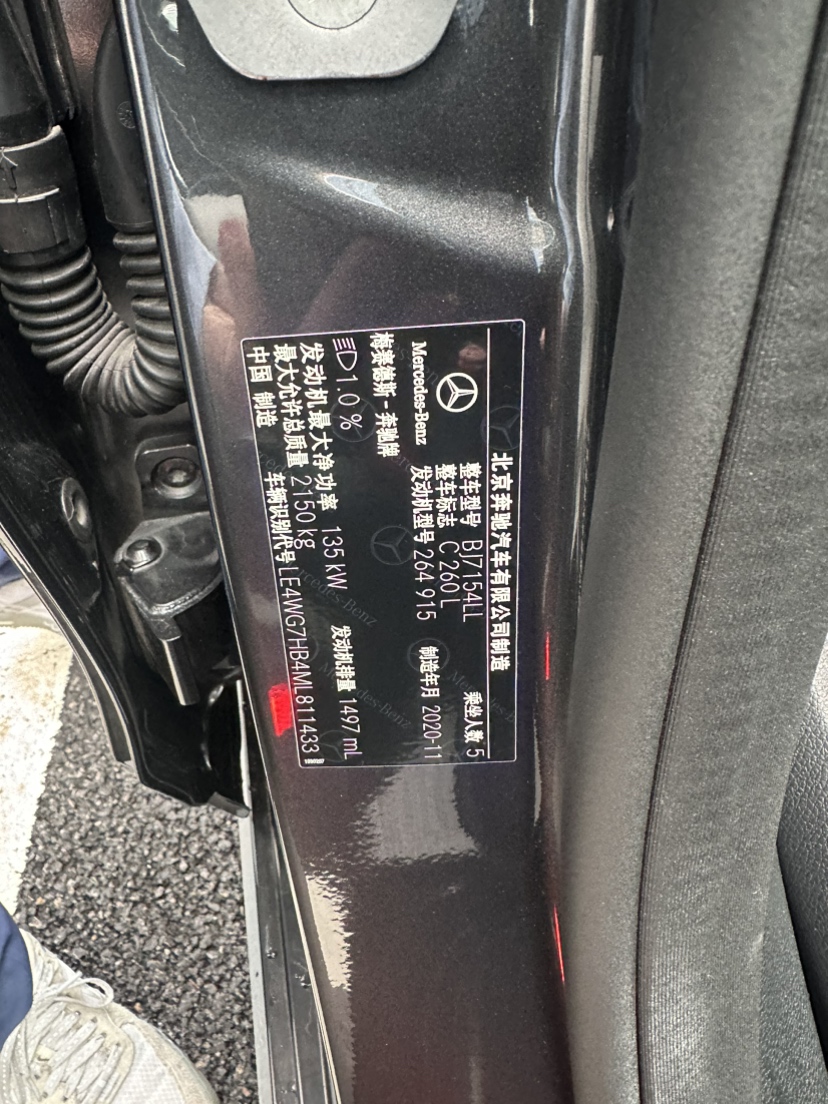 北京奔驰汽车有限公司制造
整车型号 BJ7154LL 乘坐人数 5
整车标志 C 260 L
Mercedes-Benz 发动机型号 264 915 制造年月 2020-11
梅赛德斯-奔驰牌
1.0 %
发动机最大净功率 135 kW 发动机排量 1497 mL
最大允许总质量 2150 kg
中国 制造 车辆识别代号 LE4WG7HB4ML811433